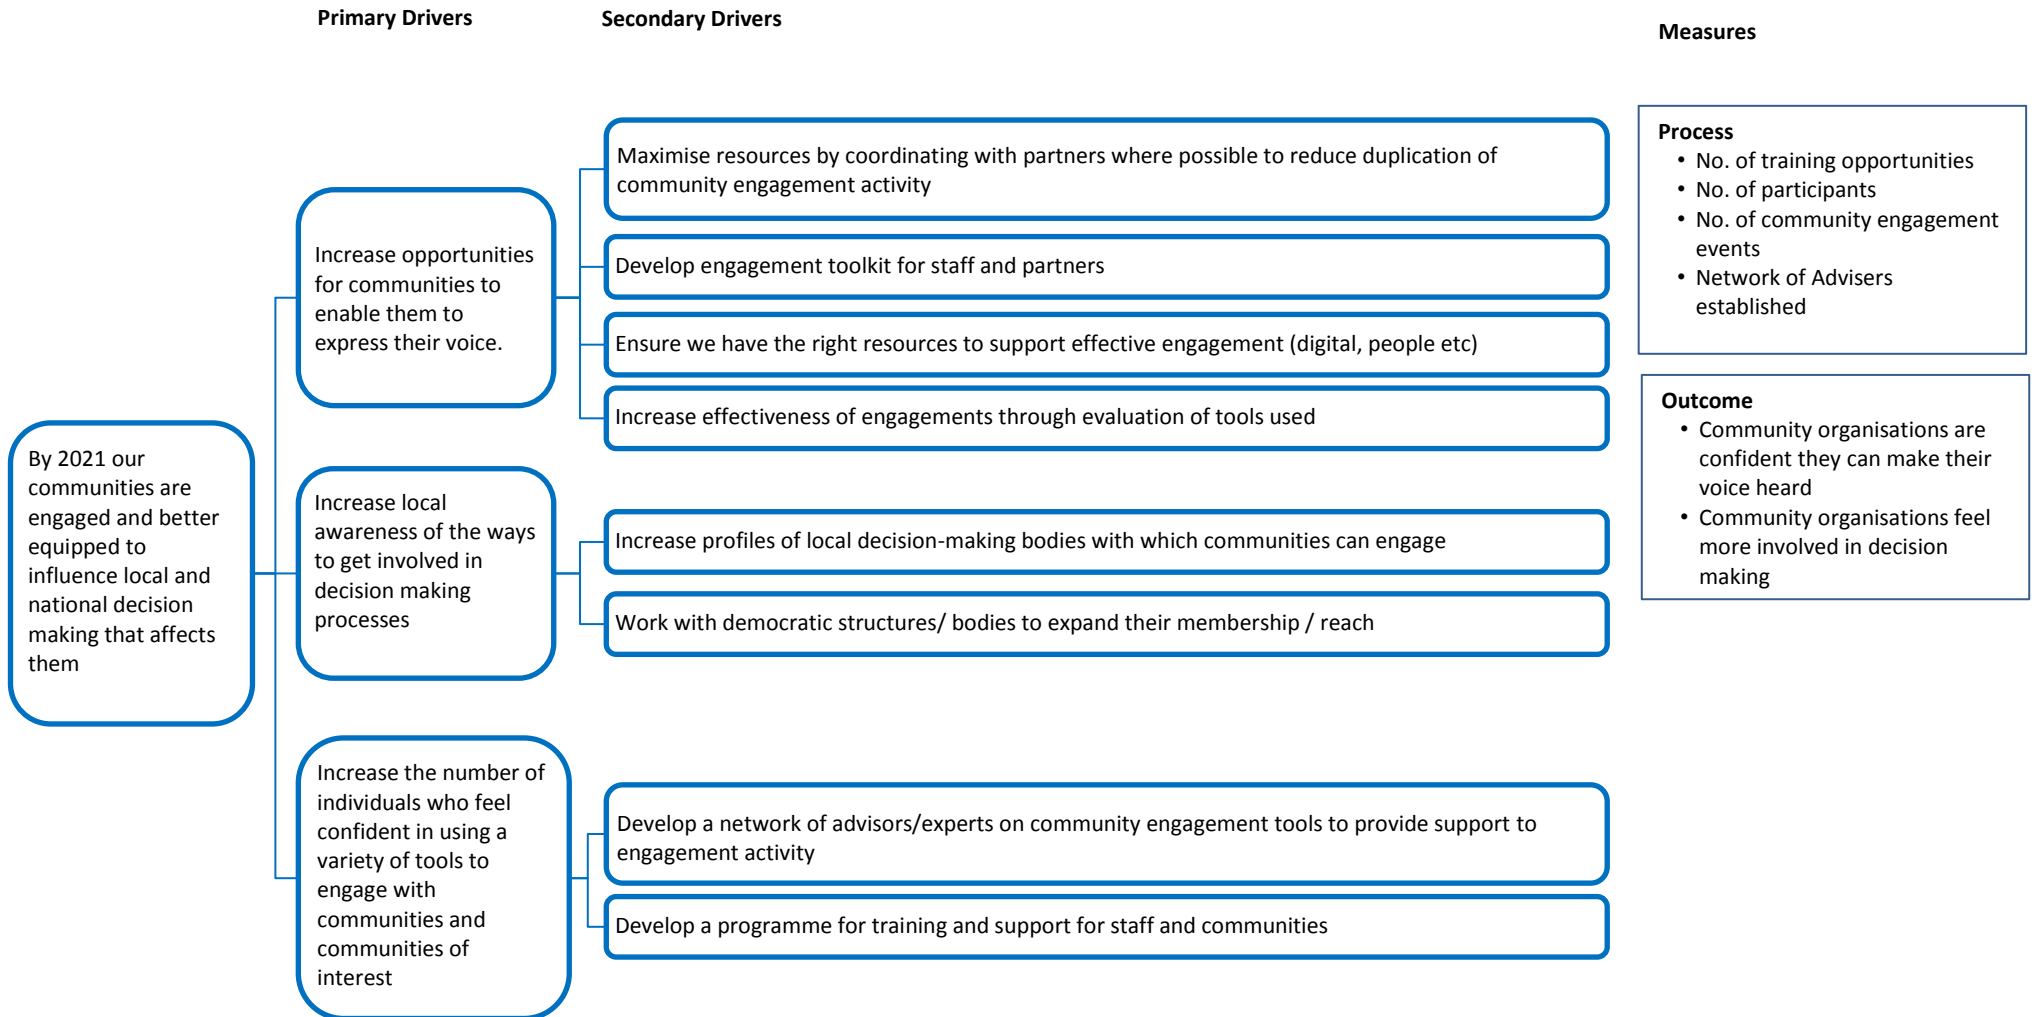 Primary Drivers
Secondary Drivers
Measures
By 2021 our
communities are
engaged and better
equipped to
influence local and
national decision
making that affects
them
Increase opportunities
for communities to
enable them to
express their voice.
Maximise resources by coordinating with partners where possible to reduce duplication of
community engagement activity
Develop engagement toolkit for staff and partners
Ensure we have the right resources to support effective engagement (digital, people etc)
Increase effectiveness of engagements through evaluation of tools used
Increase local
awareness of the ways
to get involved in
decision making
processes
Increase profiles of local decision-making bodies with which communities can engage
Work with democratic structures/ bodies to expand their membership / reach
Increase the number of
individuals who feel
confident in using a
variety of tools to
engage with
communities and
communities of
interest
Develop a network of advisors/experts on community engagement tools to provide support to
engagement activity
Develop a programme for training and support for staff and communities
Process
• No. of training opportunities
• No. of participants
• No. of community engagement
events
• Network of Advisers
established
Outcome
• Community organisations are
confident they can make their
voice heard
• Community organisations feel
more involved in decision
making